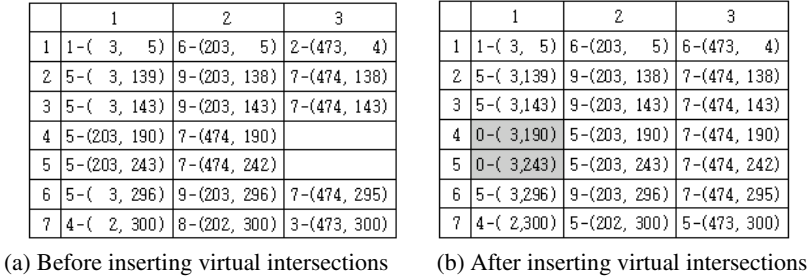 1 2 3
1 1-( 3, 5) 6-(203, 5) 2-(473, 4)
2 5-( 3, 139) 9-(203, 138) 7-(474, 138)
3 5-( 3, 143) 9-(203, 143) 7-(474, 143)
4 5-(203, 190) 7-(474, 190)
5 5-(203, 243) 7-(474, 242)
6 5-( 3, 296) 9-(203, 296) 7-(474, 295)
7 4-( 2, 300) 8-(202, 300) 3-(473, 300)
(a) Before inserting virtual intersections
1 2 3
1 1-( 3, 5) 6-(203, 5) 6-(473, 4)
2 5-( 3,139) 9-(203, 138) 7-(474, 138)
3 5-( 3,143) 9-(203, 143) 7-(474, 143)
4 0-( 3,190) 5-(203, 190) 7-(474, 190)
5 0-( 3,243) 5-(203, 243) 7-(474, 242)
6 5-( 3,296) 9-(203, 296) 7-(474, 295)
7 4-( 2,300) 5-(202, 300) 5-(473, 300)
(b) After inserting virtual intersections